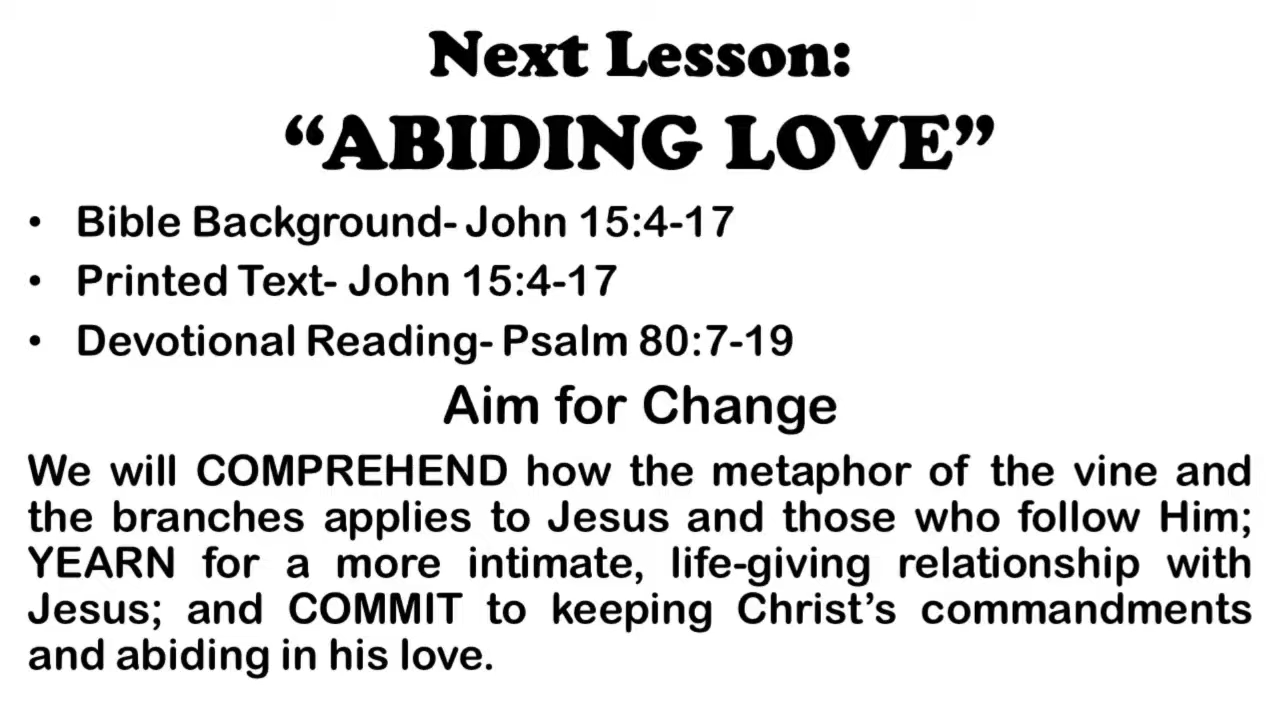 Next Lesson:
“ABIDING LOVE”
• Bible Background- John 15:4-17
• Printed Text- John 15:4-17
• Devotional Reading- Psalm 80:7-19
Aim for Change
We will COMPREHEND how the metaphor of the vine and
the branches applies to Jesus and those who follow Him;
YEARN for a more intimate, life-giving relationship with
Jesus; and COMMIT to keeping Christ’s commandments
and abiding in his love.